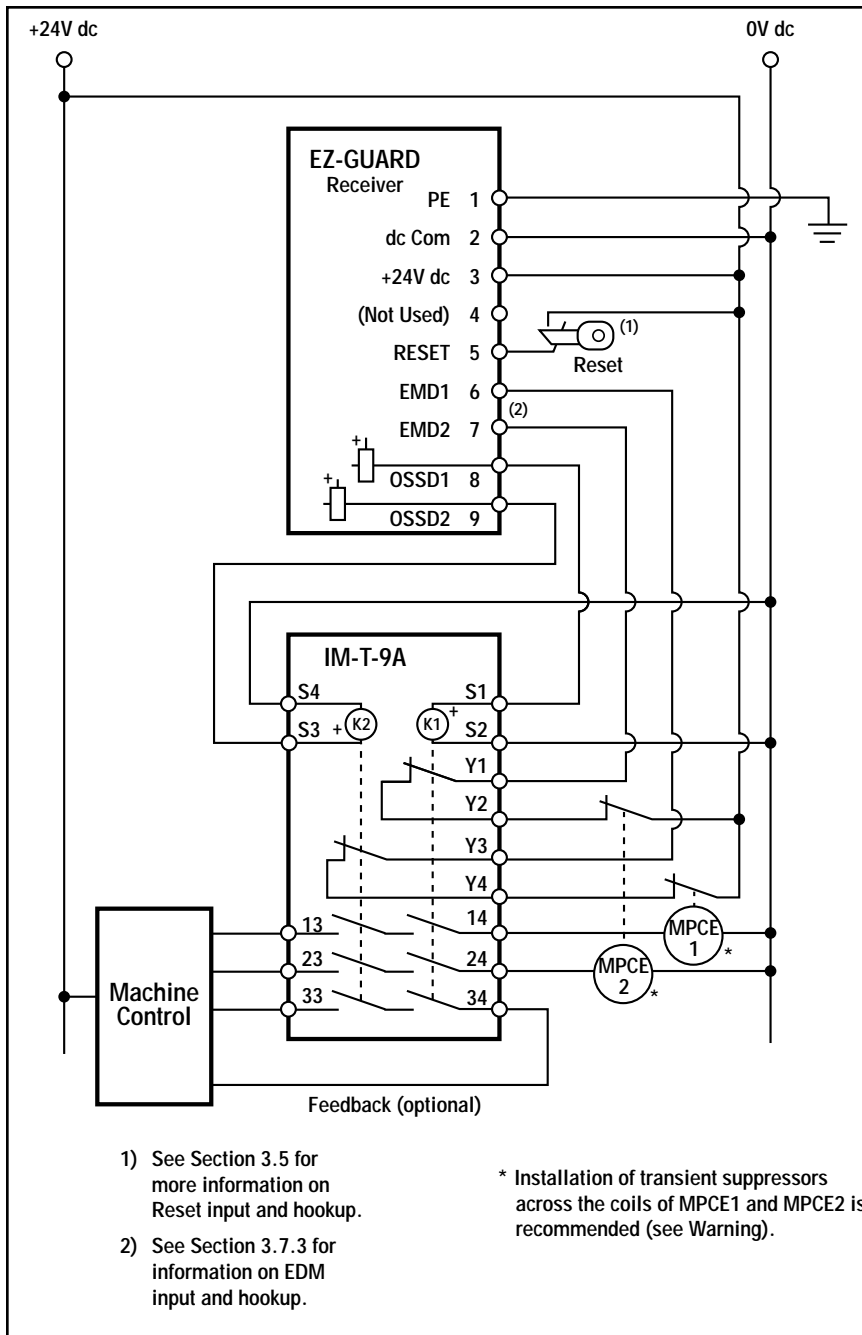 +24V dc
0V dc
EZ-GUARD
Receiver
PE 1
dc Com 2
+24V dc 3
(Not Used) 4
RESET 5
(1)
Reset
EMD1 6
(2)
EMD2 7
+
OSSD1 8
+
OSSD2 9
IM-T-9A
S4
S1
K2
K1
+
S3
+
S2
Y1
Y2
Y3
Y4
13
14
MPCE
1
*
23
24
MPCE
2
*
33
34
Machine
Control
Feedback (optional)
1) See Section 3.5 for
more information on
Reset input and hookup.
2) See Section 3.7.3 for
information on EDM
input and hookup.
* Installation of transient suppressors
across the coils of MPCE1 and MPCE2 is
recommended (see Warning).